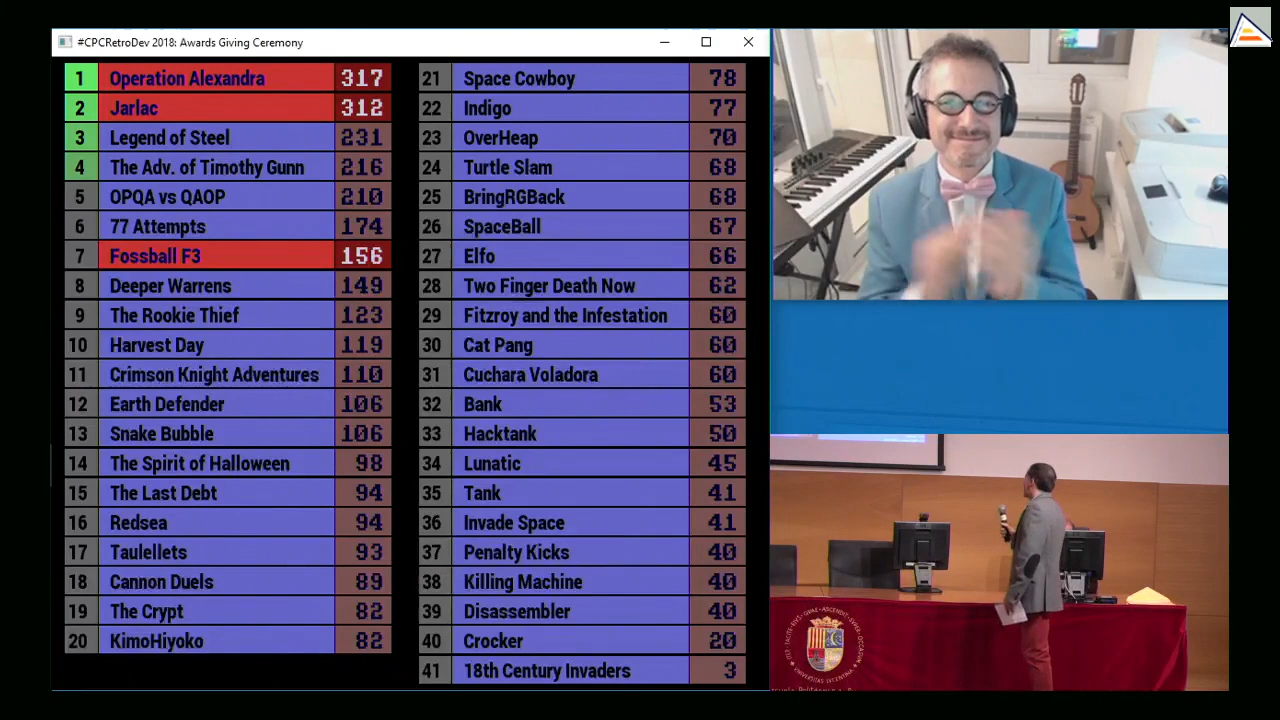 #CPCRetroDev 2018: Awards Giving Ceremony
1 Operation Alexandra 317
2 Jarlac 312
3 Legend of Steel 231
4 The Adv. of Timothy Gunn 216
5 OPQA vs QAOP 210
6 77 Attempts 174
7 Fossball F3 156
8 Deeper Warrens 149
9 The Rookie Thief 123
10 Harvest Day 119
11 Crimson Knight Adventures 110
12 Earth Defender 106
13 Snake Bubble 106
14 The Spirit of Halloween 98
15 The Last Debt 94
16 Redsea 94
17 Taulellets 93
18 Cannon Duels 89
19 The Crypt 82
20 KimoHiyoko 82
21 Space Cowboy 78
22 Indigo 77
23 OverHeap 70
24 Turtle Slam 68
25 BringRGBack 68
26 SpaceBall 67
27 Elfo 66
28 Two Finger Death Now 62
29 Fitzroy and the Infestation 60
30 Cat Pang 60
31 Cuchara Voladora 60
32 Bank 53
33 Hacktank 50
34 Lunatic 45
35 Tank 41
36 Invade Space 41
37 Penalty Kicks 40
38 Killing Machine 40
39 Disassembler 40
40 Crocker 20
41 18th Century Invaders 3